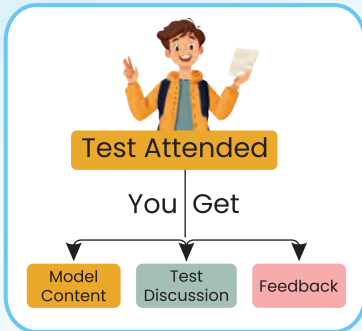 Test Attended
You Get
Model
Content
Test
Discussion
Feedback